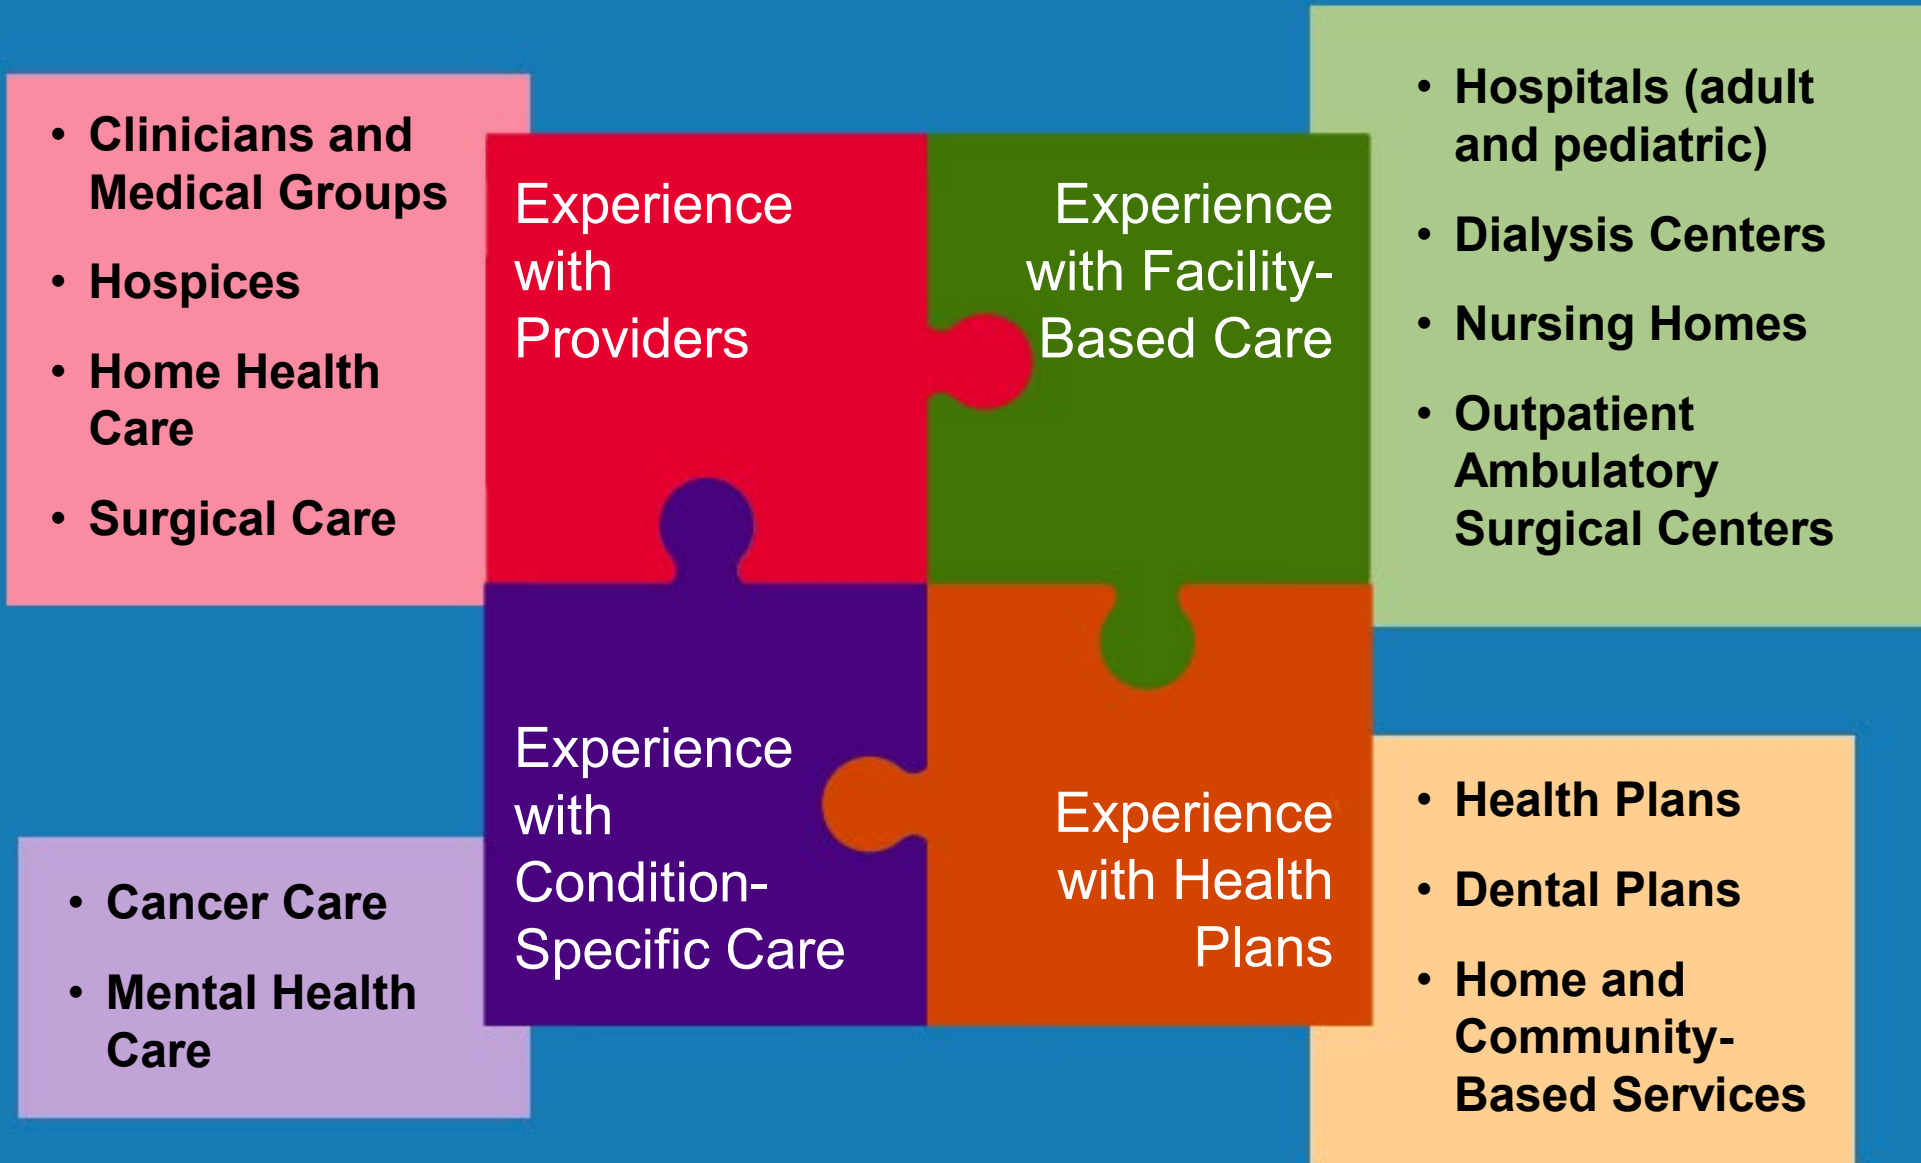 • Clinicians and
Medical Groups
• Hospices
• Home Health
Care
• Surgical Care
Experience
with
Providers
Experience
with Facility-
Based Care
• Hospitals (adult
and pediatric)
• Dialysis Centers
• Nursing Homes
• Outpatient
Ambulatory
Surgical Centers
• Cancer Care
• Mental Health
Care
Experience
with
Condition-
Specific Care
Experience
with Health
Plans
• Health Plans
• Dental Plans
• Home and
Community-
Based Services